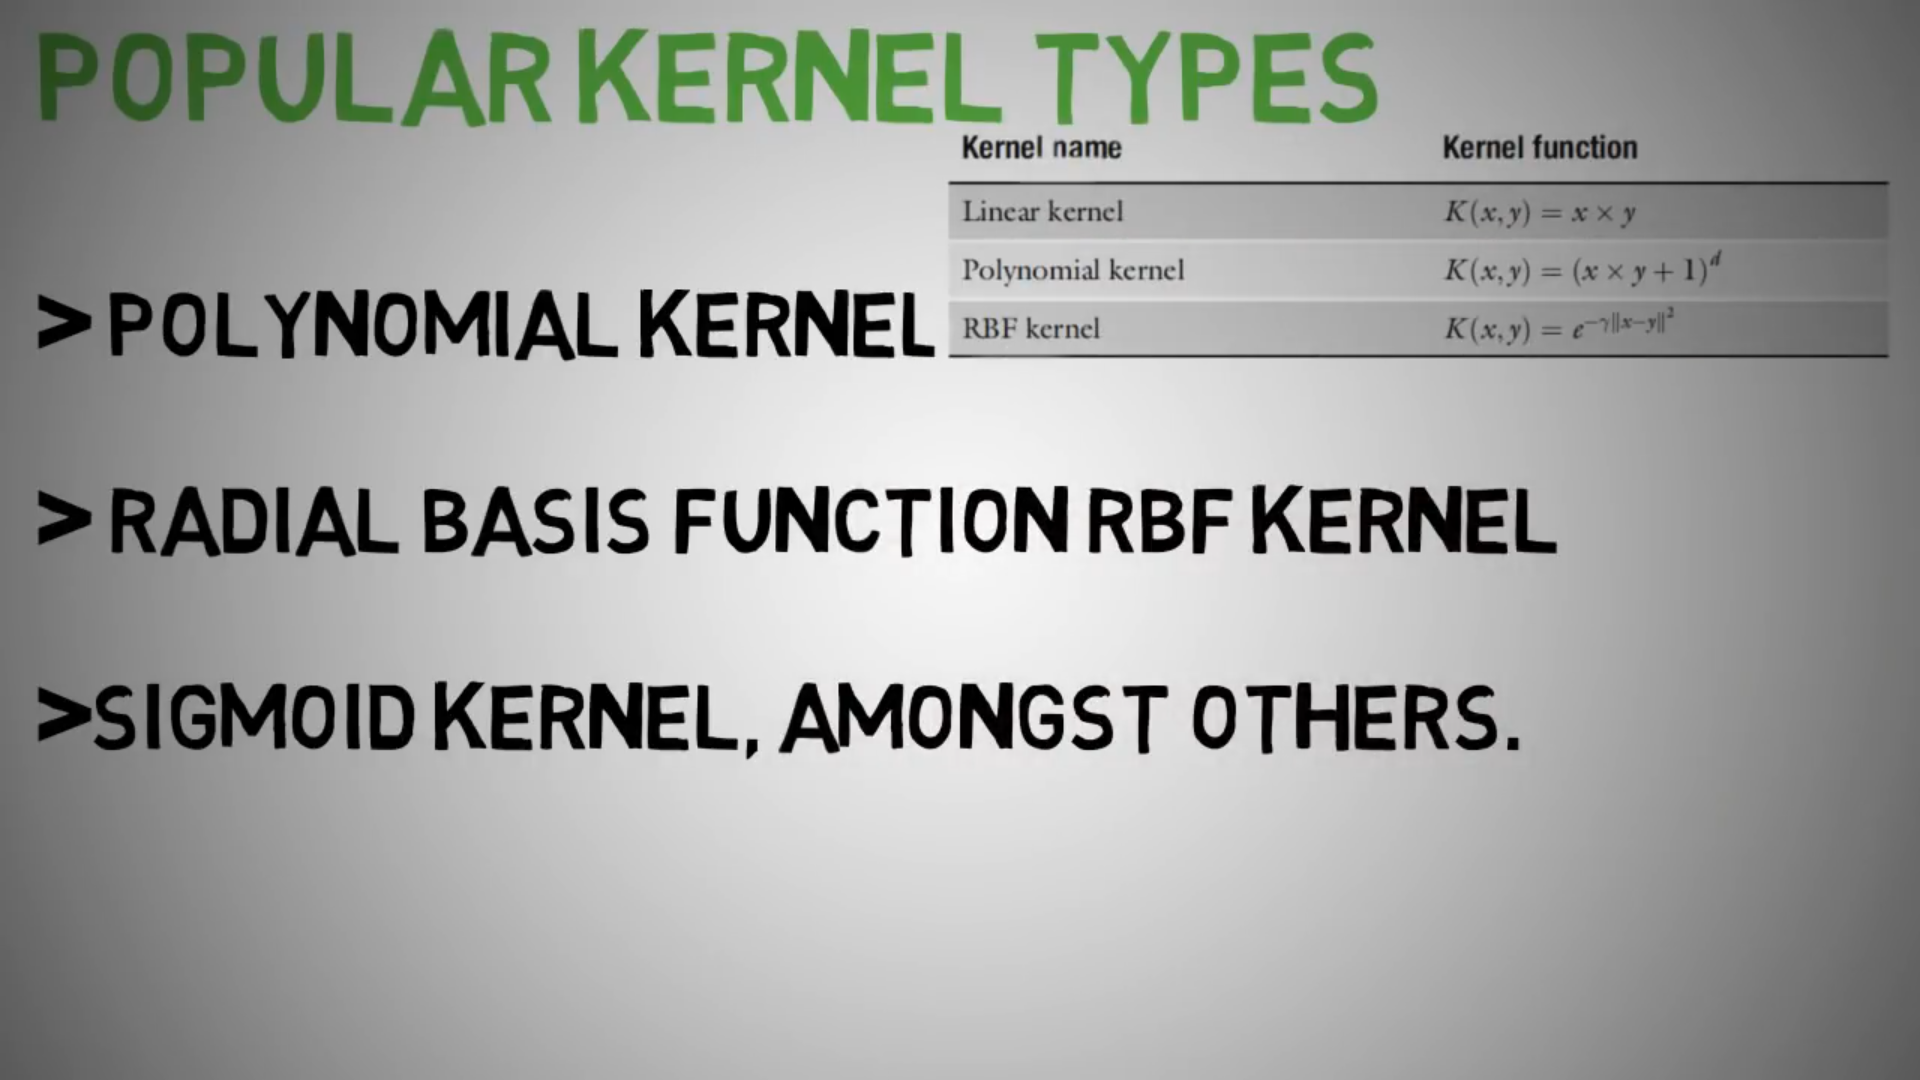 POPULAR KERNEL TYPES
Kernel name Kernel function
Linear kernel K(x,y) = x × y
Polynomial kernel K(x,y) = (x × y + 1)^d
RBF kernel K(x,y) = e^{−γ||x−y||^2}
> POLYNOMIAL KERNEL
> RADIAL BASIS FUNCTION RBF KERNEL
>SIGMOID KERNEL, AMONGST OTHERS.